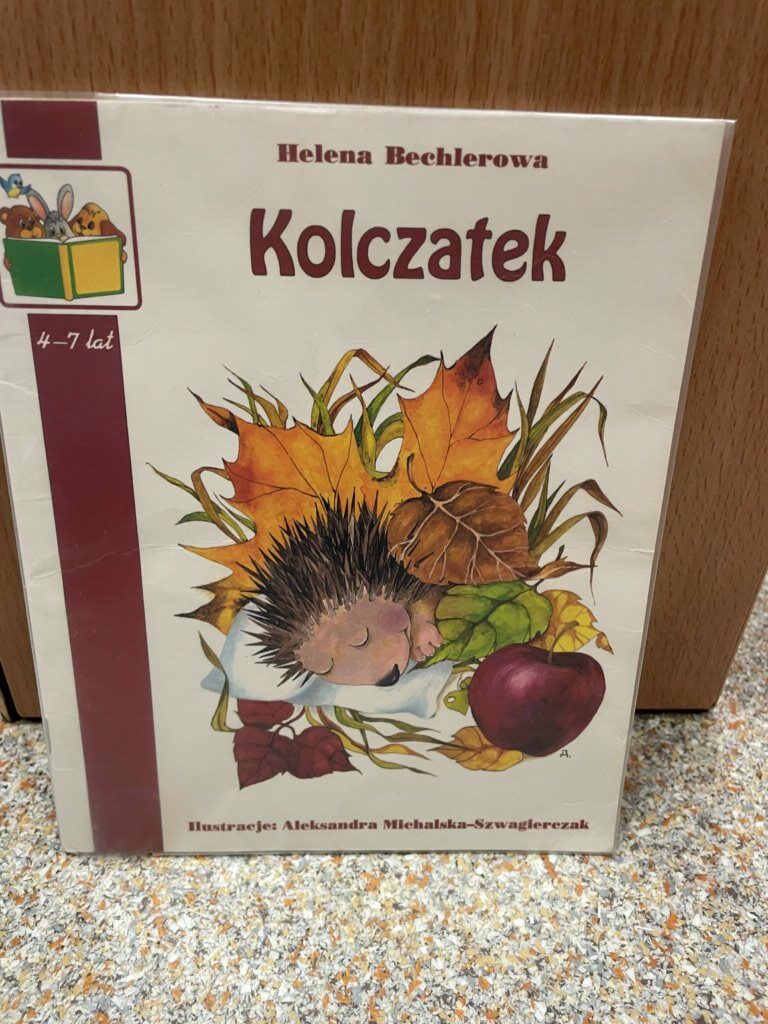 Helena Bechlerowa
Kolczatek
4–7 lat
A.
Ilustracje: Aleksandra Michalska–Szwagierczak